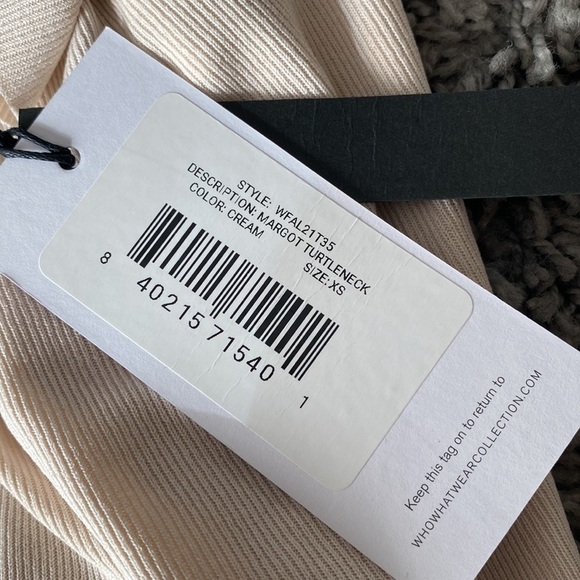 STYLE: WFAL21T35
DESCRIPTION: MARGOT TURTLENECK
COLOR: CREAM SIZE: XS
8 40215 71540 1
Keep this tag on to return to
WHOWHATWEARCOLLECTION.COM